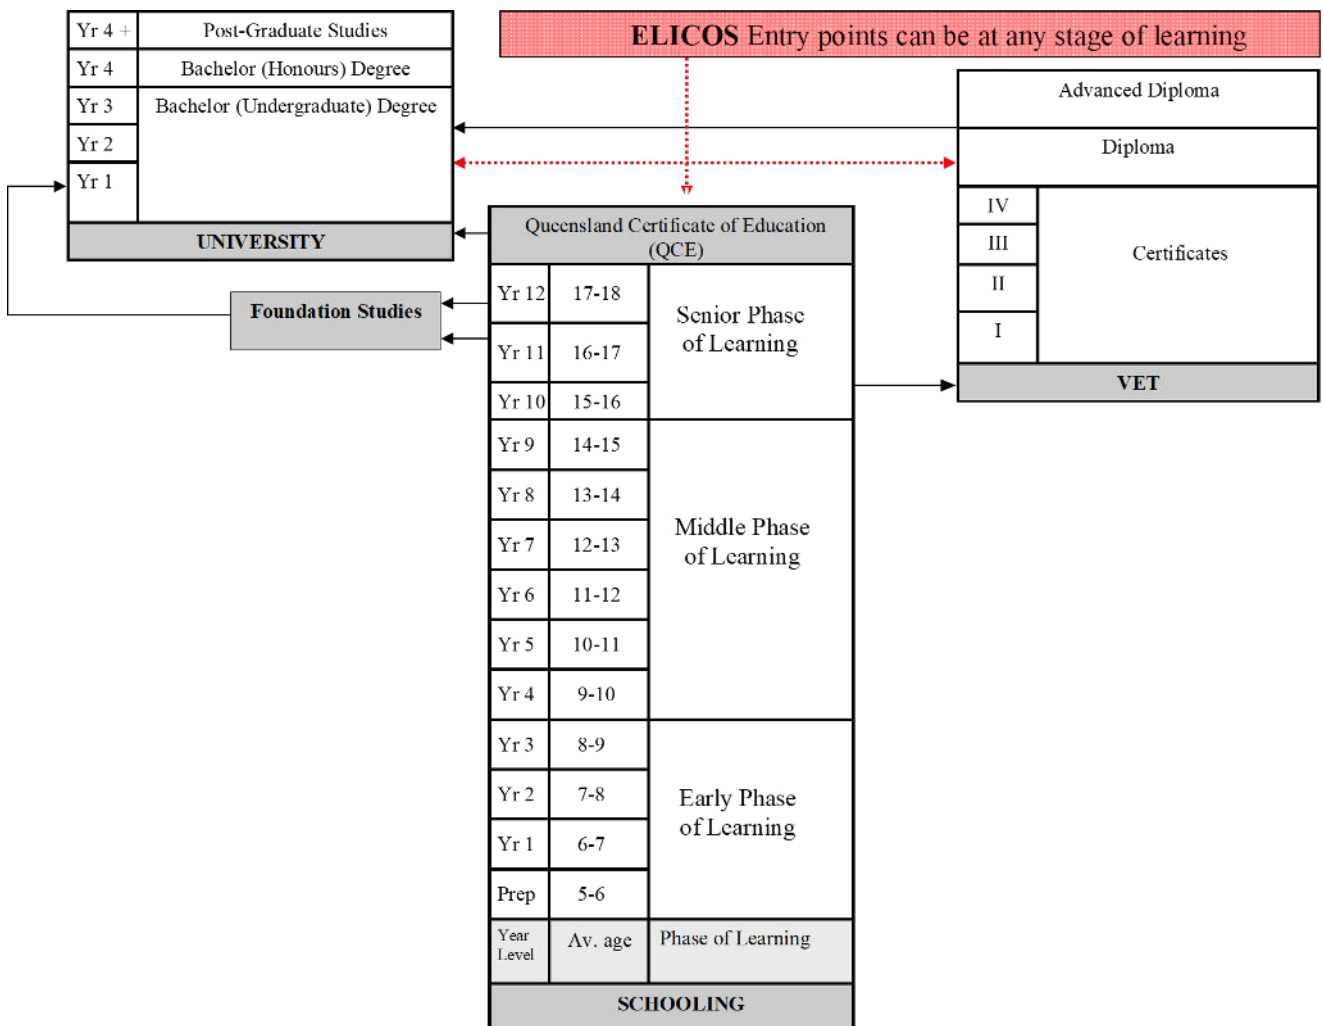 ELICOS Entry points can be at any stage of learning
Yr 4 + Post-Graduate Studies
Yr 4 Bachelor (Honours) Degree
Yr 3 Bachelor (Undergraduate) Degree
Yr 2
Yr 1
UNIVERSITY
Foundation Studies
Advanced Diploma
Diploma
IV
III
II
I
Certificates
VET
Queensland Certificate of Education
(QCE)
Yr 12 17-18
Yr 11 16-17
Yr 10 15-16
Senior Phase
of Learning
Yr 9 14-15
Yr 8 13-14
Yr 7 12-13
Yr 6 11-12
Yr 5 10-11
Yr 4 9-10
Middle Phase
of Learning
Yr 3 8-9
Yr 2 7-8
Yr 1 6-7
Prep 5-6
Early Phase
of Learning
Year
Level
Av. age
Phase of Learning
SCHOOLING